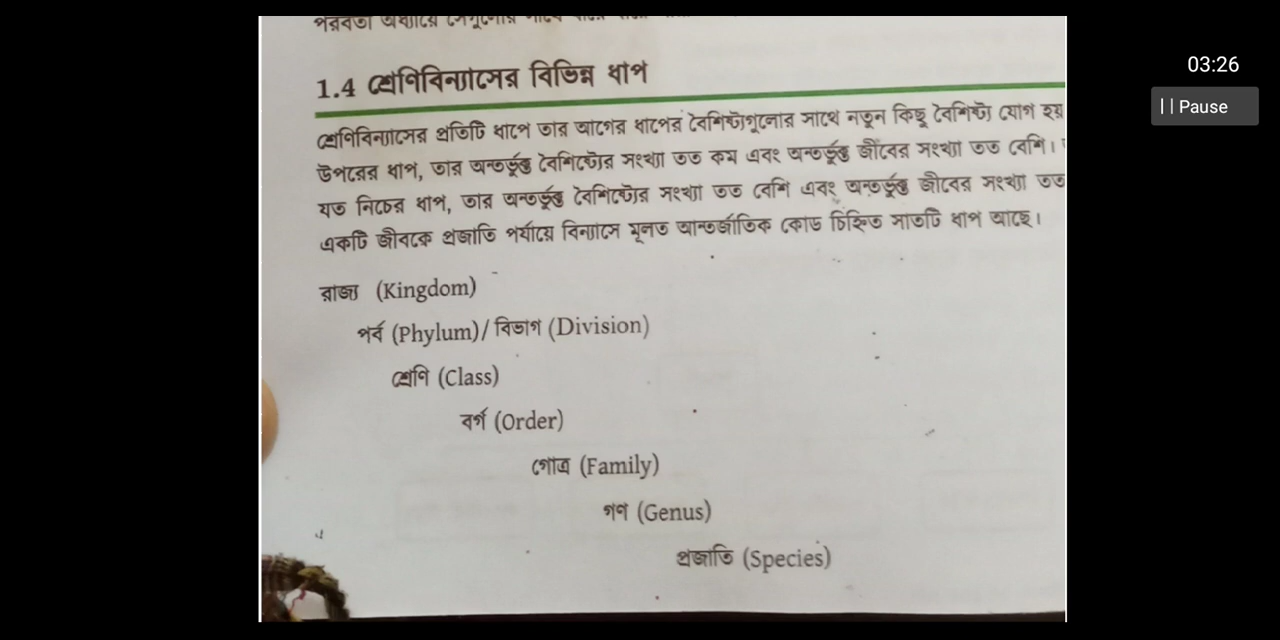 1.4 শ্রেণিবিন্যাসের বিভিন্ন ধাপ
03:26
|| Pause
শ্রেণিবিন্যাসের প্রতিটি ধাপে তার আগের ধাপের বৈশিষ্ট্যগুলোর সাথে নতুন কিছু বৈশিষ্ট্য যোগ হয়
উপরের ধাপ, তার অন্তর্ভুক্ত বৈশিষ্ট্যের সংখ্যা তত কম এবং অন্তর্ভুক্ত জীবের সংখ্যা তত বেশি।
যত নিচের ধাপ, তার অন্তর্ভুক্ত বৈশিষ্ট্যের সংখ্যা তত বেশি এবং অন্তর্ভুক্ত জীবের সংখ্যা তত
একটি জীবকে প্রজাতি পর্যায়ে বিন্যাসে মূলত আন্তর্জাতিক কোড চিহ্নিত সাতটি ধাপ আছে।
রাজ্য (Kingdom)
পর্ব (Phylum)/ বিভাগ (Division)
শ্রেণি (Class)
বর্গ (Order)
গোত্র (Family)
গণ (Genus)
প্রজাতি (Species)